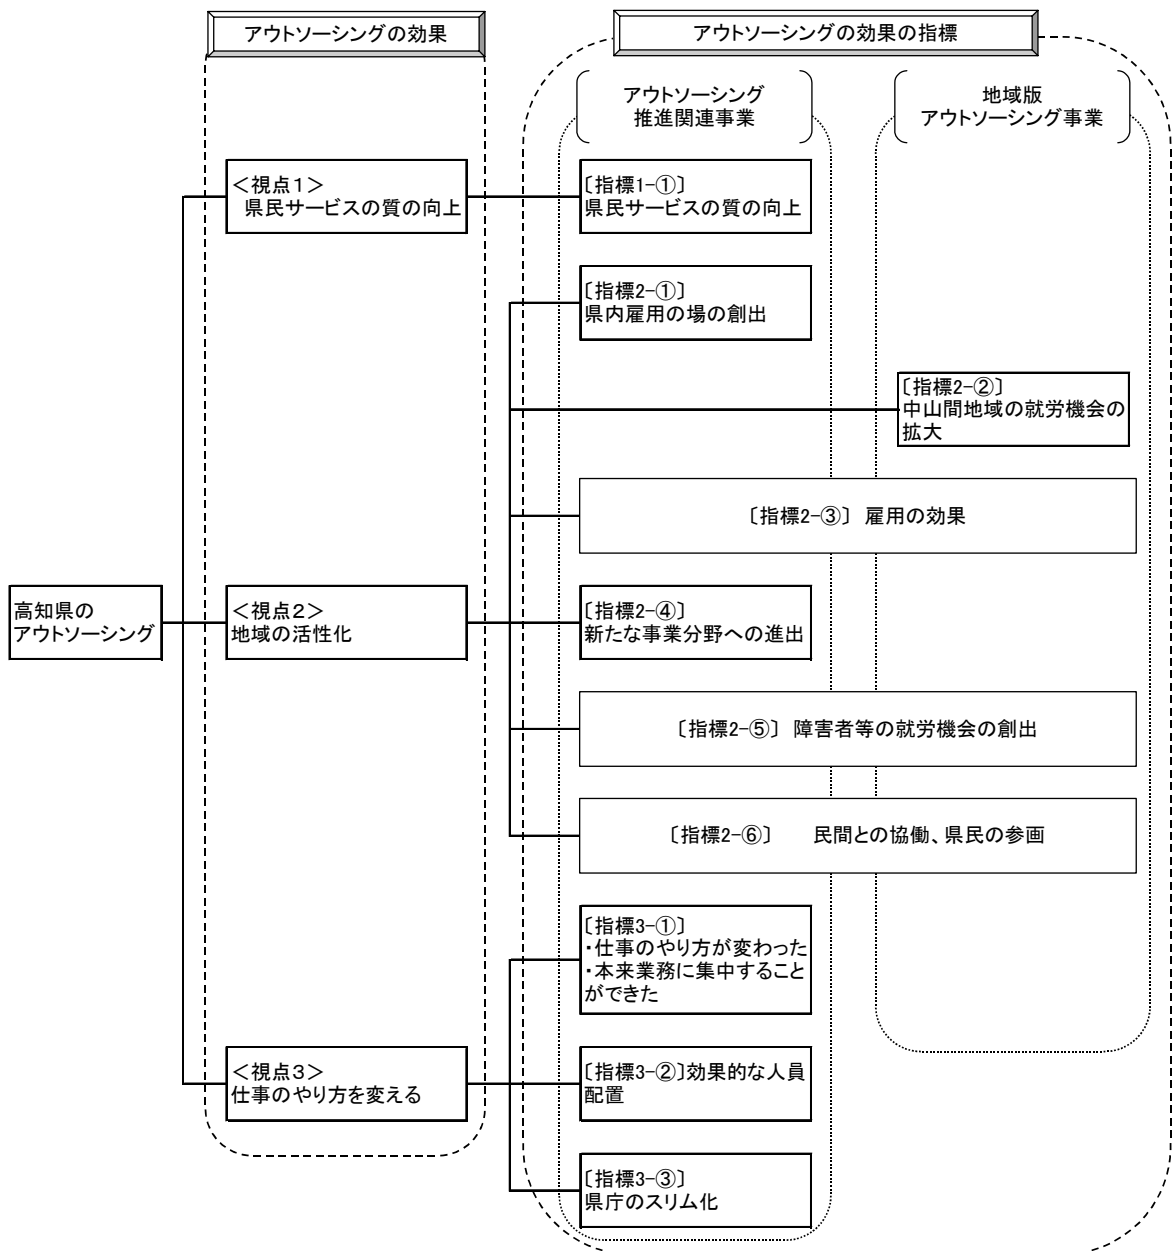 アウトソーシングの効果
アウトソーシングの効果の指標
アウトソーシング
推進関連事業
地域版
アウトソーシング事業
＜視点１＞
県民サービスの質の向上
〔指標1-①〕
県民サービスの質の向上
〔指標2-①〕
県内雇用の場の創出
〔指標2-②〕
中山間地域の就労機会の
拡大
〔指標2-③〕 雇用の効果
高知県の
アウトソーシング
＜視点２＞
地域の活性化
〔指標2-④〕
新たな事業分野への進出
〔指標2-⑤〕 障害者等の就労機会の創出
〔指標2-⑥〕 民間との協働、県民の参画
〔指標3-①〕
・仕事のやり方が変わった
・本来業務に集中すること
ができた
＜視点３＞
仕事のやり方を変える
〔指標3-②〕効果的な人員
配置
〔指標3-③〕
県庁のスリム化